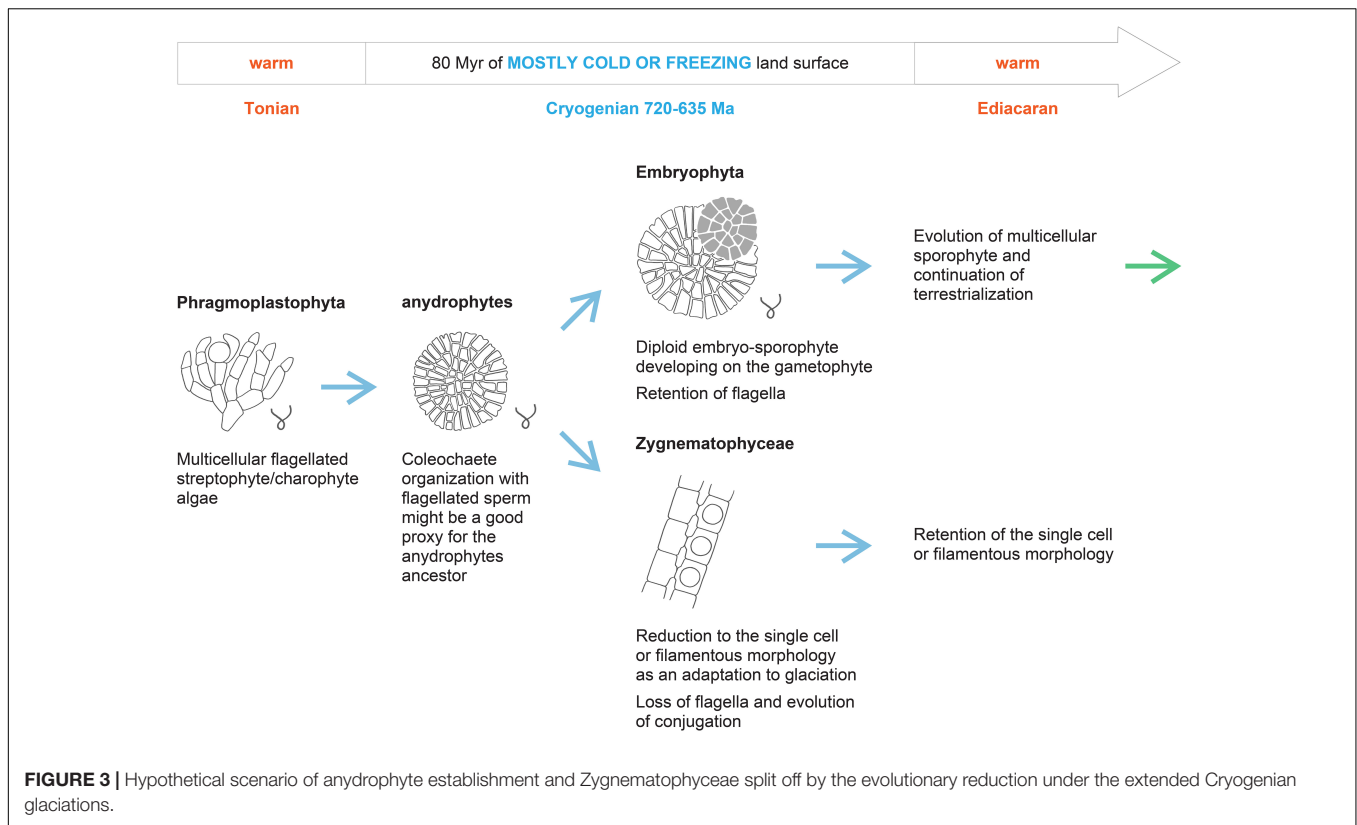 warm
80 Myr of MOSTLY COLD OR FREEZING land surface
warm
Tonian
Cryogenian 720-635 Ma
Ediacaran
Phragmoplastophyta
Multicellular flagellated
streptophyte/charophyte
algae
anydrophytes
Coleochaete
organization with
flagellated sperm
might be a good
proxy for the
anydrophytes
ancestor
Embryophyta
Diploid embryo-sporophyte
developing on the gametophyte
Retention of flagella
Evolution of multicellular
sporophyte and
continuation of
terrestrialization
Zygnematophyceae
Reduction to the single cell
or filamentous morphology
as an adaptation to glaciation
Loss of flagella and evolution
of conjugation
Retention of the single cell
or filamentous morphology
FIGURE 3 | Hypothetical scenario of anydrophyte establishment and Zygnematophyceae split off by the evolutionary reduction under the extended Cryogenian
glaciations.